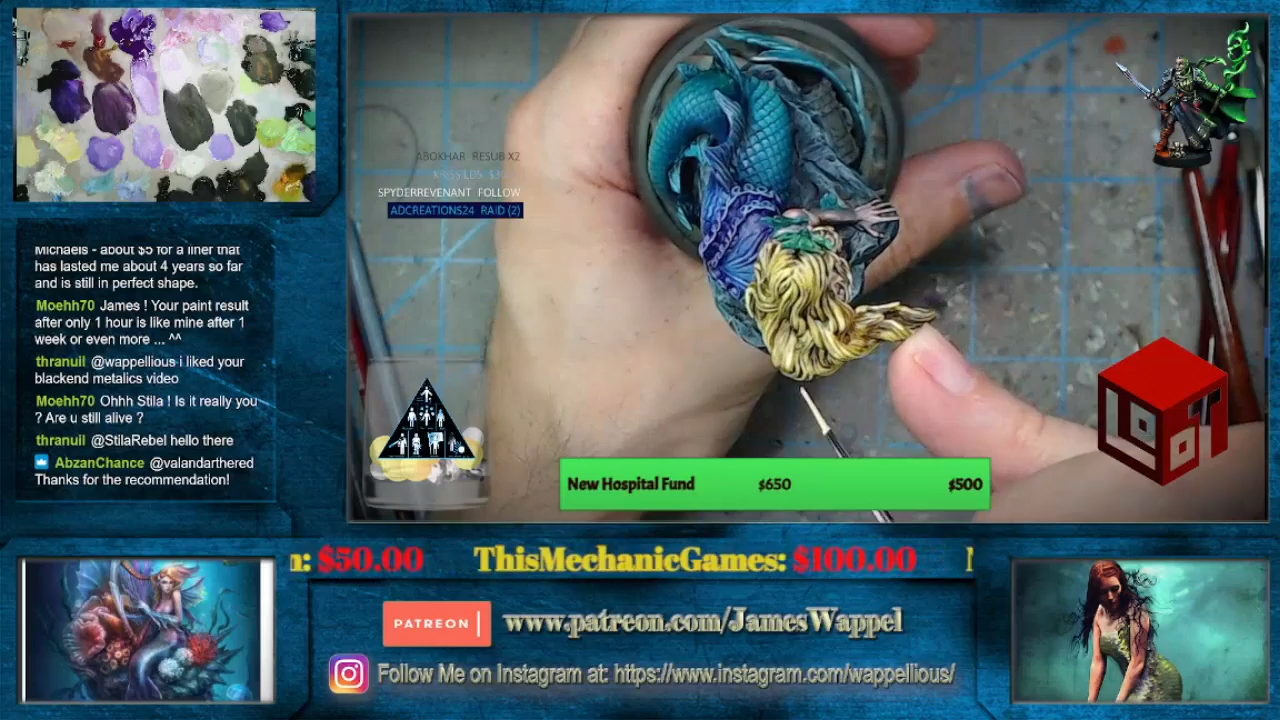 Michaels - about $5 for a liner that
has lasted me about 4 years so far
and is still in perfect shape.
Moehh70 James ! Your paint result
after only 1 hour is like mine after 1
week or even more ... ^^
thranuil @wappellious i liked your
blackend metalics video
Moehh70 Ohhh Stila ! Is it really you
? Are u still alive ?
thranuil @StilaRebel hello there
AbzanChance @valandarthered
Thanks for the recommendation!
ABOKHAR RESUB X2
SPYDERREVENANT FOLLOW
ADCREATIONS24 RAID (2)
LOOT
New Hospital Fund $650 $500
n: $50.00 ThisMechanicGames: $100.00
PATREON www.patreon.com/JamesWappel
Follow Me on Instagram at: https://www.instagram.com/wappellious/